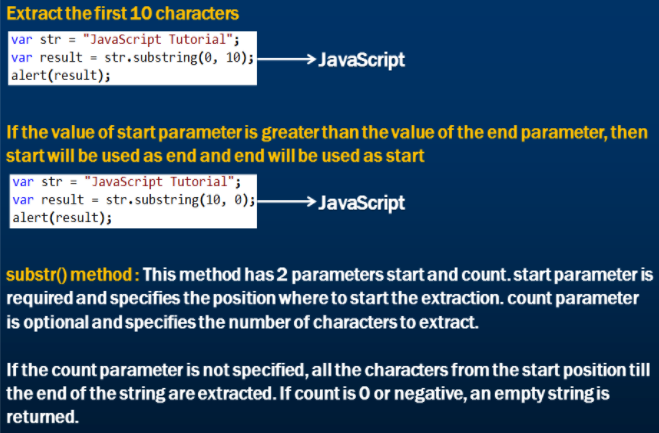 Extract the first 10 characters
var str = "JavaScript Tutorial";
var result = str.substring(0, 10);
alert(result);
JavaScript
If the value of start parameter is greater than the value of the end parameter, then
start will be used as end and end will be used as start
var str = "JavaScript Tutorial";
var result = str.substring(10, 0);
alert(result);
JavaScript
substr() method : This method has 2 parameters start and count. start parameter is
required and specifies the position where to start the extraction. count parameter
is optional and specifies the number of characters to extract.
If the count parameter is not specified, all the characters from the start position till
the end of the string are extracted. If count is 0 or negative, an empty string is
returned.